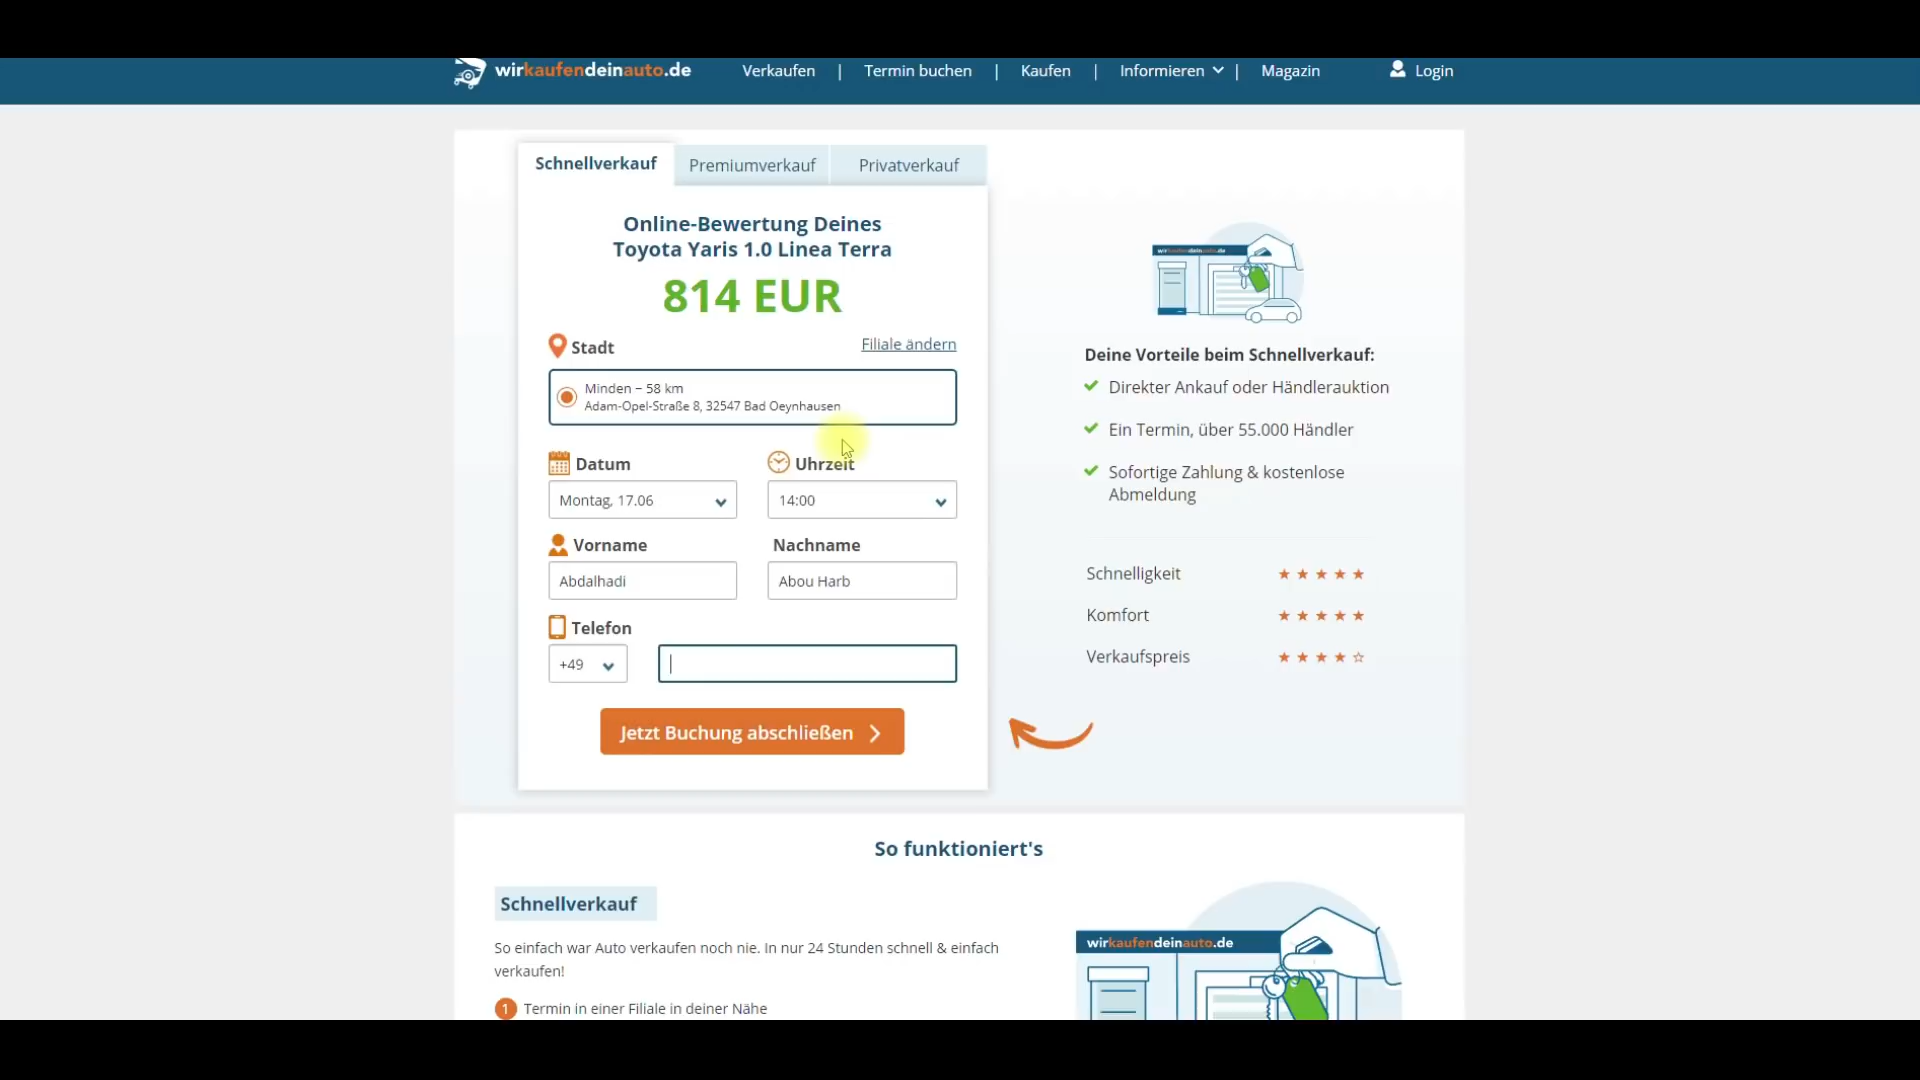 wirkaufendeinauto.de
Verkaufen | Termin buchen | Kaufen | Informieren | Magazin
Login
Schnellverkauf
Premiumverkauf
Privatverkauf
Online-Bewertung Deines
Toyota Yaris 1.0 Linea Terra
814 EUR
Stadt
Filiale ändern
Minden – 58 km
Adam-Opel-Straße 8, 32547 Bad Oeynhausen
Datum
Uhrzeit
Montag, 17.06
14:00
Vorname
Nachname
Abdalhadi
Abou Harb
Telefon
+49
Jetzt Buchung abschließen
wirkaufendeinauto.de
Deine Vorteile beim Schnellverkauf:
Direkter Ankauf oder Händlerauktion
Ein Termin, über 55.000 Händler
Sofortige Zahlung & kostenlose
Abmeldung
Schnelligkeit
Komfort
Verkaufspreis
So funktioniert's
Schnellverkauf
So einfach war Auto verkaufen noch nie. In nur 24 Stunden schnell & einfach
verkaufen!
1 Termin in einer Filiale in deiner Nähe
wirkaufendeinauto.de